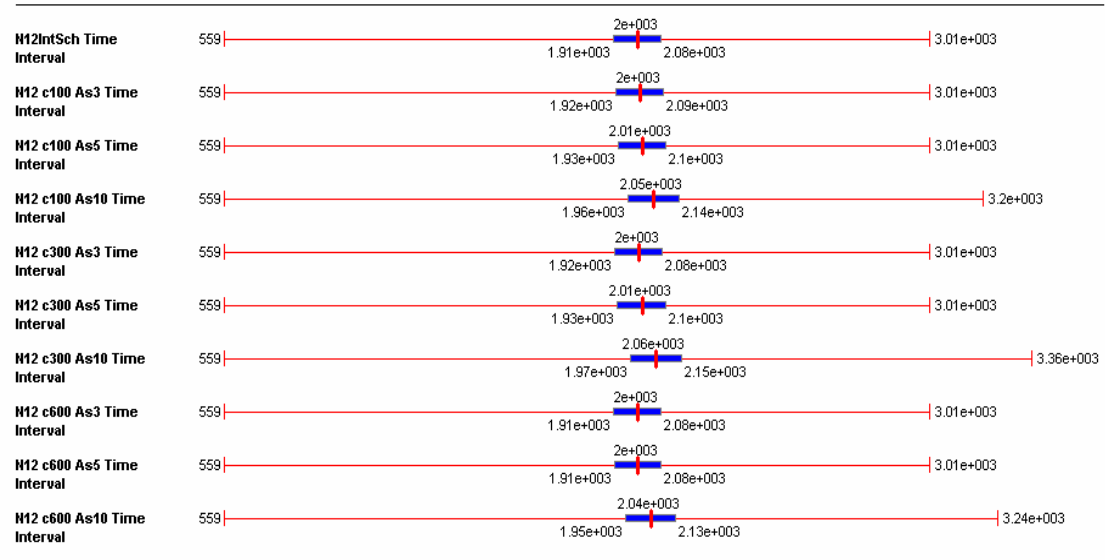 2e+003
N12IntSch Time 559 3.01e+003
Interval 1.91e+003 2.08e+003
2e+003
N12 c100 As3 Time 559 3.01e+003
Interval 1.92e+003 2.09e+003
2.01e+003
N12 c100 As5 Time 559 3.01e+003
Interval 1.93e+003 2.1e+003
2.05e+003
N12 c100 As10 Time 559 3.2e+003
Interval 1.96e+003 2.14e+003
2e+003
N12 c300 As3 Time 559 3.01e+003
Interval 1.92e+003 2.08e+003
2.01e+003
N12 c300 As5 Time 559 3.01e+003
Interval 1.93e+003 2.1e+003
2.06e+003
N12 c300 As10 Time 559 3.36e+003
Interval 1.97e+003 2.15e+003
2e+003
N12 c600 As3 Time 559 3.01e+003
Interval 1.91e+003 2.08e+003
2e+003
N12 c600 As5 Time 559 3.01e+003
Interval 1.91e+003 2.08e+003
2.04e+003
N12 c600 As10 Time 559 3.24e+003
Interval 1.95e+003 2.13e+003